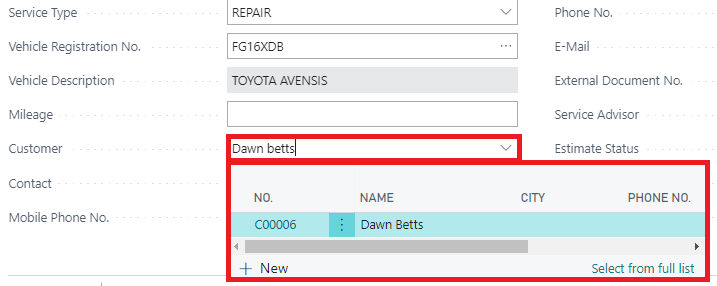 Service Type REPAIR Phone No.
Vehicle Registration No. FG16XDB ... E-Mail
Vehicle Description TOYOTA AVENSIS External Document No.
Mileage Service Advisor
Customer Dawn betts Estimate Status
Contact
NO. NAME CITY PHONE NO.
Mobile Phone No. C00006 Dawn Betts
+ New Select from full list